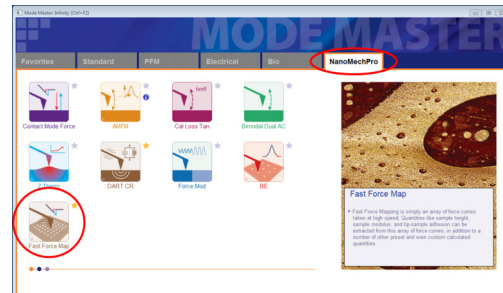 Mode Master Infinity (Ctrl+F2)
MODE MASTER
Favorites Standard PFM Electrical Bio NanoMechPro
Contact Mode Force AMFM Cal Loss Tan Bimodal Dual AC
tanδ
Z Therm DART CR Force Mod BE
Fast Force Map
Fast Force Map
Fast Force Mapping is simply an array of force curves
taken at high speed. Quantities like sample height,
sample modulus, and tip-sample adhesion can be
extracted from this array of force curves, in addition to a
number of other preset and even custom calculated
quantities.